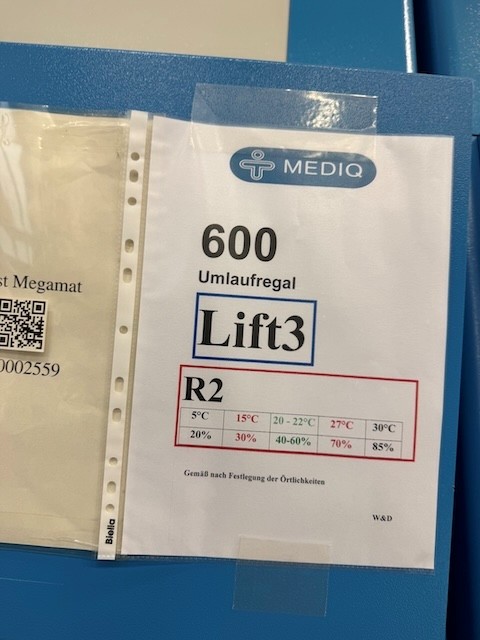 MEDIQ
600
Umlaufregal
Lift3
R2
5°C 15°C 20 - 22°C 27°C 30°C
20% 30% 40-60% 70% 85%
Gemäß nach Festlegung der Örtlichkeiten
W&D
Biella
st Megamat
0002559